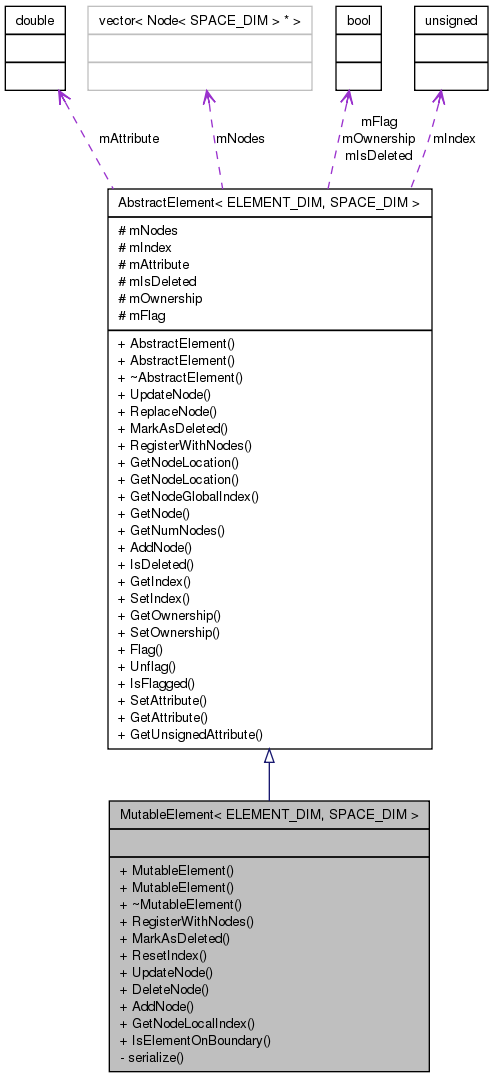 double
vector< Node< SPACE_DIM > * >
bool
unsigned
mAttribute
mNodes
mFlag
mOwnership
mIsDeleted
mIndex
AbstractElement< ELEMENT_DIM, SPACE_DIM >
# mNodes
# mIndex
# mAttribute
# mIsDeleted
# mOwnership
# mFlag
+ AbstractElement()
+ AbstractElement()
+ ~AbstractElement()
+ UpdateNode()
+ ReplaceNode()
+ MarkAsDeleted()
+ RegisterWithNodes()
+ GetNodeLocation()
+ GetNodeLocation()
+ GetNodeGlobalIndex()
+ GetNode()
+ GetNumNodes()
+ AddNode()
+ IsDeleted()
+ GetIndex()
+ SetIndex()
+ GetOwnership()
+ SetOwnership()
+ Flag()
+ Unflag()
+ IsFlagged()
+ SetAttribute()
+ GetAttribute()
+ GetUnsignedAttribute()
MutableElement< ELEMENT_DIM, SPACE_DIM >
+ MutableElement()
+ MutableElement()
+ ~MutableElement()
+ RegisterWithNodes()
+ MarkAsDeleted()
+ ResetIndex()
+ UpdateNode()
+ DeleteNode()
+ AddNode()
+ GetNodeLocalIndex()
+ IsElementOnBoundary()
- serialize()